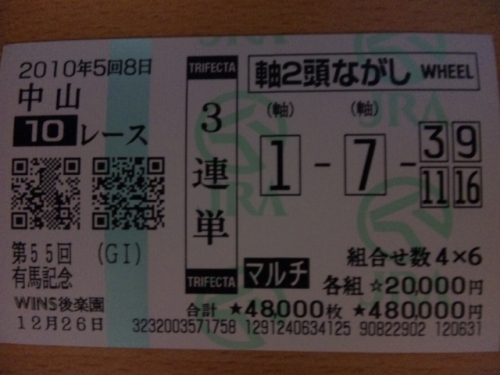 2010年5回8日
中山
10レース
第55回 (GI)
有馬記念
WINS後楽園
12月26日
TRIFECTA
3連単
TRIFECTA
軸2頭ながし WHEEL
(軸) (軸)
1 - 7 - 3 9
11 16
マルチ
組合せ数4×6
各組 ☆20,000円
合計 ★48,000枚 ★480,000円
3232003571758 1291240634125 90822902 120631
JRA
JRA